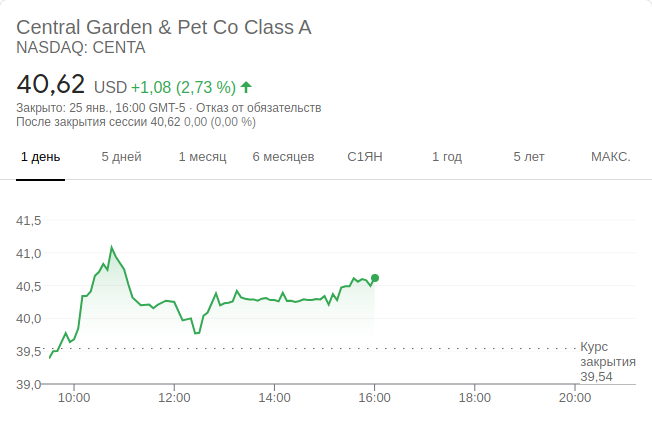 Central Garden & Pet Co Class A
NASDAQ: CENTA
40,62 USD +1,08 (2,73 %)
Закрыто: 25 янв., 16:00 GMT-5 · Отказ от обязательств
После закрытия сессии 40,62 0,00 (0,00 %)
1 день 5 дней 1 месяц 6 месяцев С1ЯН 1 год 5 лет МАКС.
41,5
41,0
40,5
40,0
39,5
39,0
Курс
закрытия
39,54
10:00 12:00 14:00 16:00 18:00 20:00